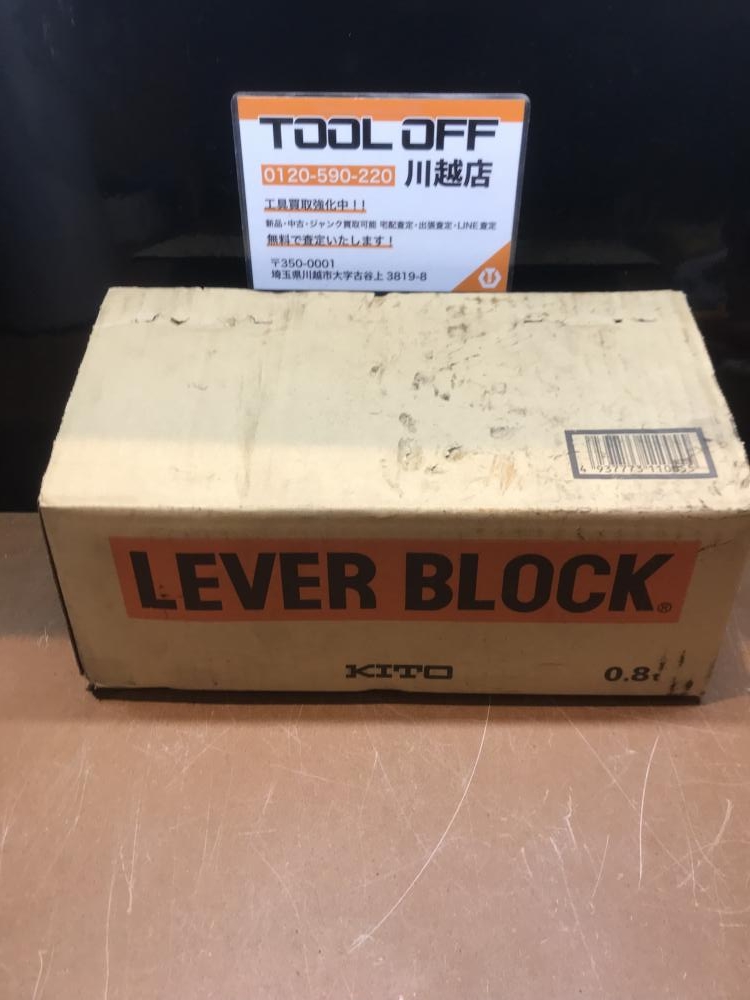 TOOL OFF
0120-590-220 川越店
工具買取強化中！！
新品・中古・ジャンク買取可能 宅配査定・出張査定・LINE査定
無料で査定いたします！
〒350-0001
埼玉県川越市大字古谷上 3819-8
LEVER BLOCK®
KITO
0.8t